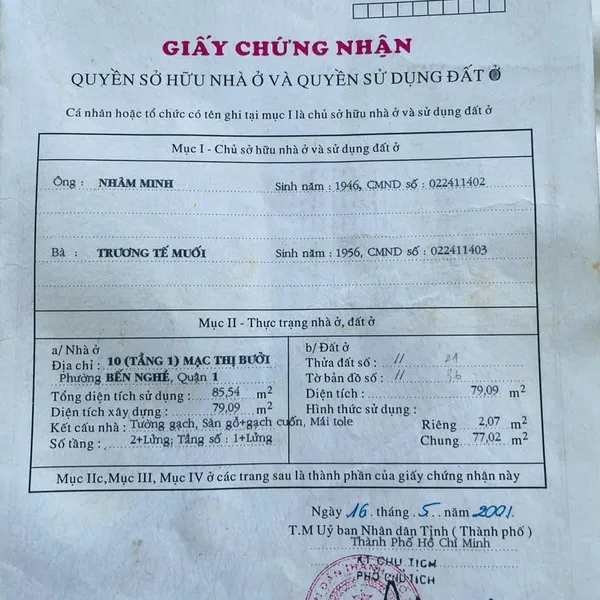 GIẤY CHỨNG NHẬN
QUYỀN SỞ HỮU NHÀ Ở VÀ QUYỀN SỬ DỤNG ĐẤT Ở
Cá nhân hoặc tổ chức có tên ghi tại mục I là chủ sở hữu nhà ở và sử dụng đất ở
Mục I - Chủ sở hữu nhà ở và sử dụng đất ở
Ông : NHÂM MINH Sinh năm : 1946, CMND số : 022411402
Bà : TRƯƠNG TẾ MUỐI Sinh năm : 1956, CMND số : 022411403
Mục II - Thực trạng nhà ở, đất ở
a/ Nhà ở
Địa chỉ : 10 (TẦNG 1) MẠC THỊ BƯỞI
Phường BẾN NGHÉ, Quận 1
Tổng diện tích sử dụng : 85,54 m2
Diện tích xây dựng : 79,09 m2
Kết cấu nhà : Tường gạch, Sàn gỗ+gạch cuốn, Mái tole
Số tầng : 2+Lửng; Tầng số : 1+Lửng
b/ Đất ở
Thửa đất số : // 21
Tờ bản đồ số : // 36
Diện tích : 79,09 m2
Hình thức sử dụng :
Riêng : 2,07 m2
Chung : 77,02 m2
Mục IIc,Mục III, Mục IV ở các trang sau là thành phần của giấy chứng nhận này
Ngày 16 tháng 5 năm 2001.
T.M Uỷ ban Nhân dân Tỉnh ( Thành phố )
Thành Phố Hồ Chí Minh
KT CHỦ TỊCH
PHÓ CHỦ TỊCH